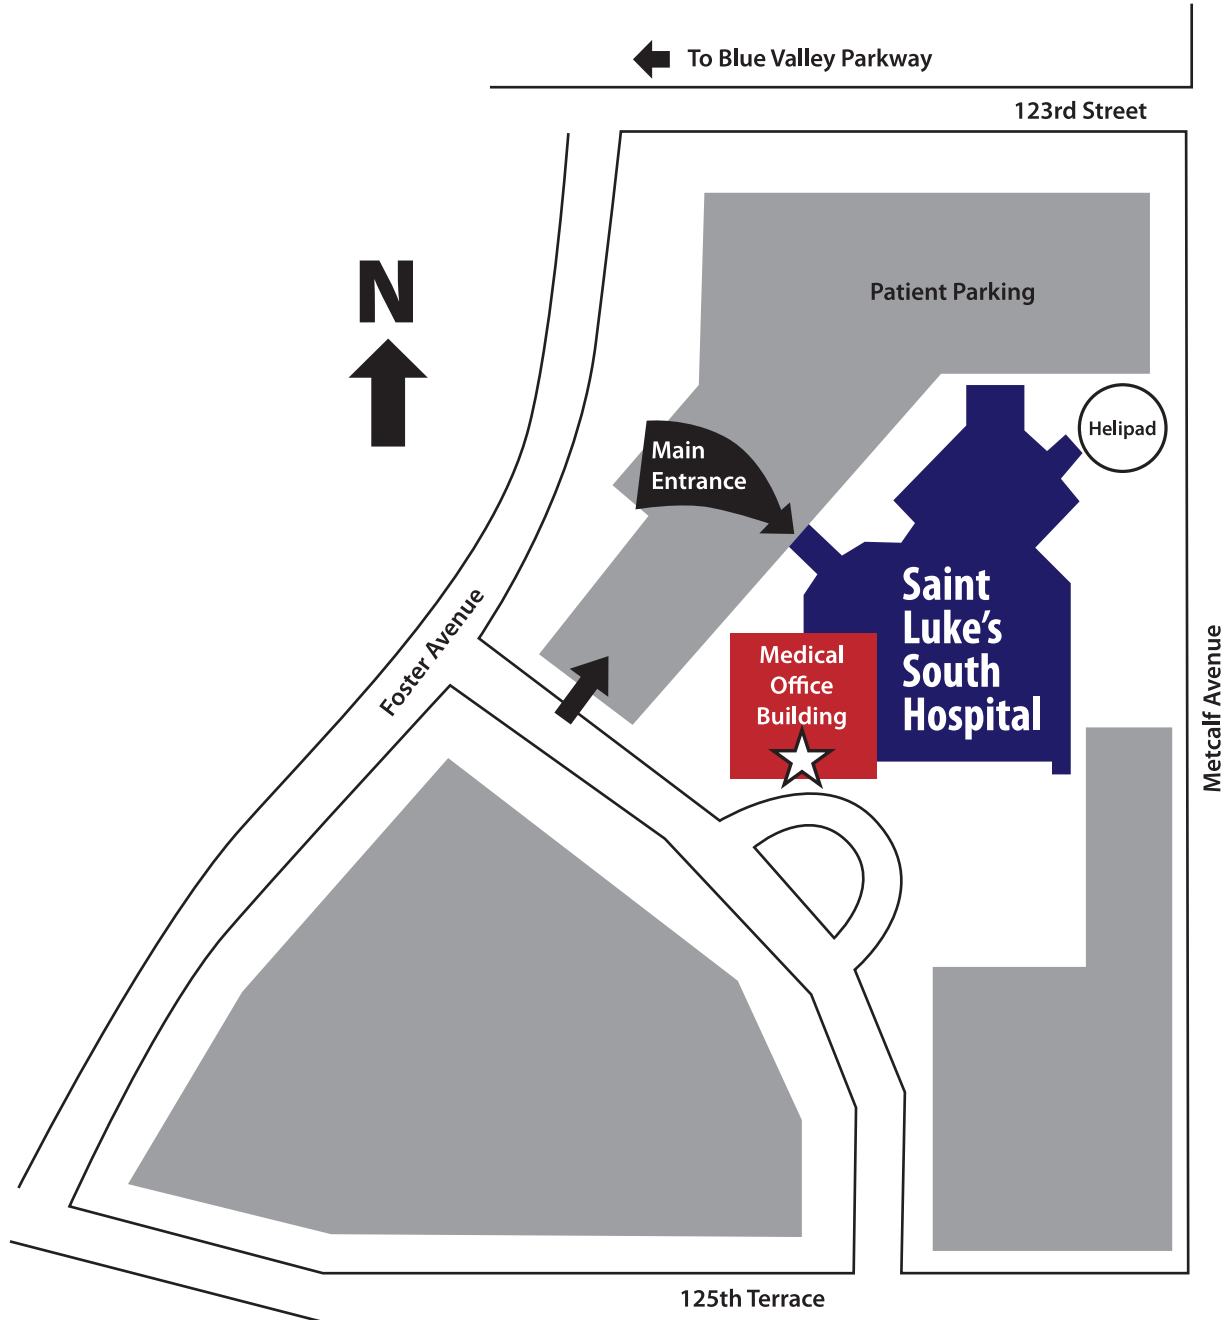 To Blue Valley Parkway
123rd Street
N
Patient Parking
Main
Entrance
Helipad
Saint
Luke's
South
Hospital
Foster Avenue
Medical
Office
Building
Metcalf Avenue
125th Terrace